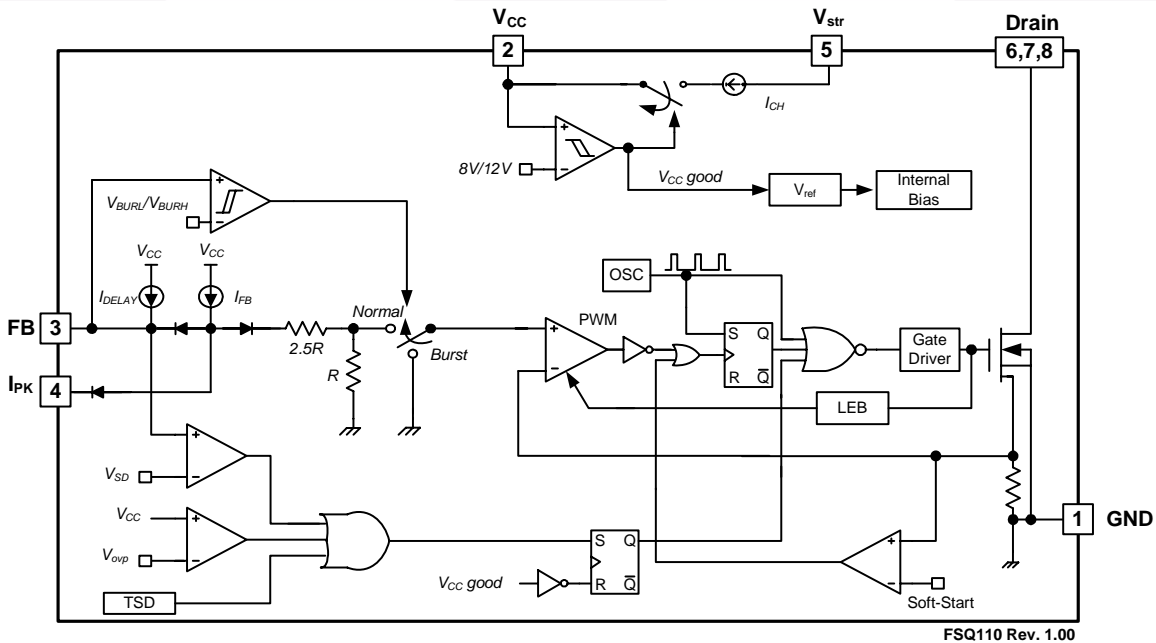 VCC
Vstr
Drain
2
5
6,7,8
ICH
8V/12V
VCC good
Vref
Internal
Bias
VBURL/VBURH
VCC
VCC
OSC
IDELAY
IFB
FB
3
Normal
PWM
S
Q
2.5R
Burst
R
Q
Gate
Driver
IPK
4
R
LEB
VSD
VCC
GND
1
Vovp
S
Q
VCC good
R
Q
TSD
Soft-Start
FSQ110 Rev. 1.00